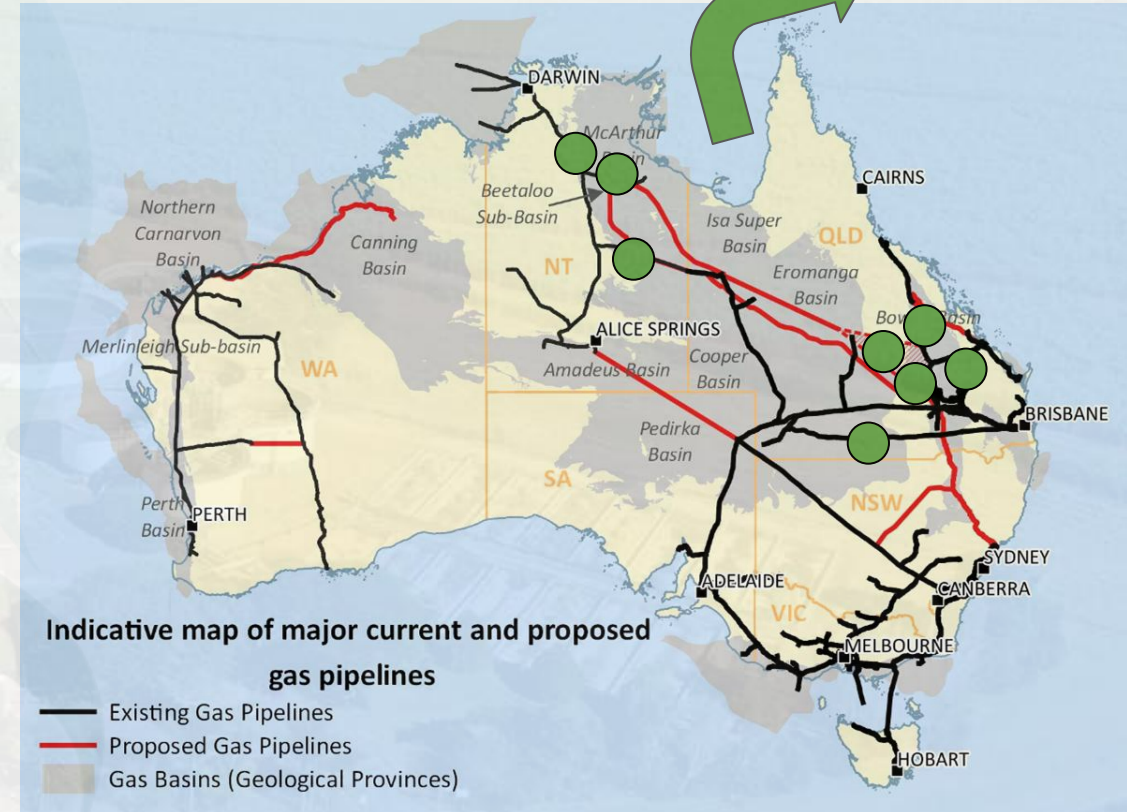 DARWIN
McArthur
Beetaloo
Sub-Basin
CAIRNS
Northern
Carnarvon
Basin
Canning
Basin
Isa Super
Basin
QLD
NT
Eromanga
Basin
ALICE SPRINGS
Merlinleigh Sub-basin
WA
Amadeus Basin
Cooper
Basin
BRISBANE
Pedirka
Basin
SA
NSW
Perth
Basin
PERTH
SYDNEY
ADELAIDE
CANBERRA
VIC
MELBOURNE
HOBART
Indicative map of major current and proposed
gas pipelines
Existing Gas Pipelines
Proposed Gas Pipelines
Gas Basins (Geological Provinces)